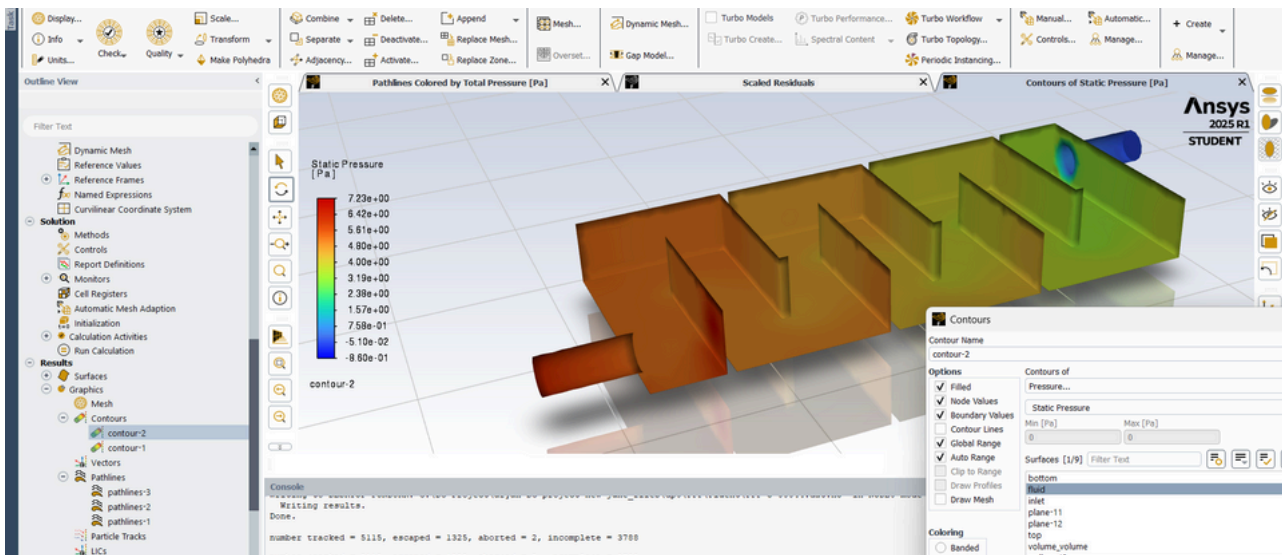 Task
Display...
Info
Units...
Check
Quality
Scale...
Transform
Make Polyhedra
Combine
Separate
Adjacency...
Delete...
Deactivate...
Activate...
Append
Replace Mesh...
Replace Zone...
Mesh...
Overset...
Dynamic Mesh...
Gap Model...
Turbo Models
Turbo Create...
Turbo Performance...
Spectral Content
Turbo Workflow
Turbo Topology...
Periodic Instancing...
Manual...
Controls...
Automatic...
Manage...
+ Create
Manage...
Outline View
Filter Text
Dynamic Mesh
Reference Values
Reference Frames
Named Expressions
Curvilinear Coordinate System
Solution
Methods
Controls
Report Definitions
Monitors
Cell Registers
Automatic Mesh Adaption
Initialization
Calculation Activities
Run Calculation
Results
Surfaces
Graphics
Mesh
Contours
contour-2
contour-1
Vectors
Pathlines
pathlines-3
pathlines-2
pathlines-1
Particle Tracks
LICs
Pathlines Colored by Total Pressure [Pa]
Scaled Residuals
Contours of Static Pressure [Pa]
Ansys
2025 R1
STUDENT
Static Pressure
[Pa]
7.23e+00
6.42e+00
5.61e+00
4.80e+00
4.00e+00
3.19e+00
2.38e+00
1.57e+00
7.58e-01
-5.10e-02
-8.60e-01
contour-2
Console
Writing results.
Done.
number tracked = 5115, escaped = 1325, aborted = 2, incomplete = 3788
Contours
Contour Name
contour-2
Options
Filled
Node Values
Boundary Values
Contour Lines
Global Range
Auto Range
Clip to Range
Draw Profiles
Draw Mesh
Coloring
Banded
Contours of
Pressure...
Static Pressure
Min [Pa]
Max [Pa]
0
0
Surfaces [1/9]
Filter Text
bottom
fluid
inlet
plane-11
plane-12
top
volume_volume